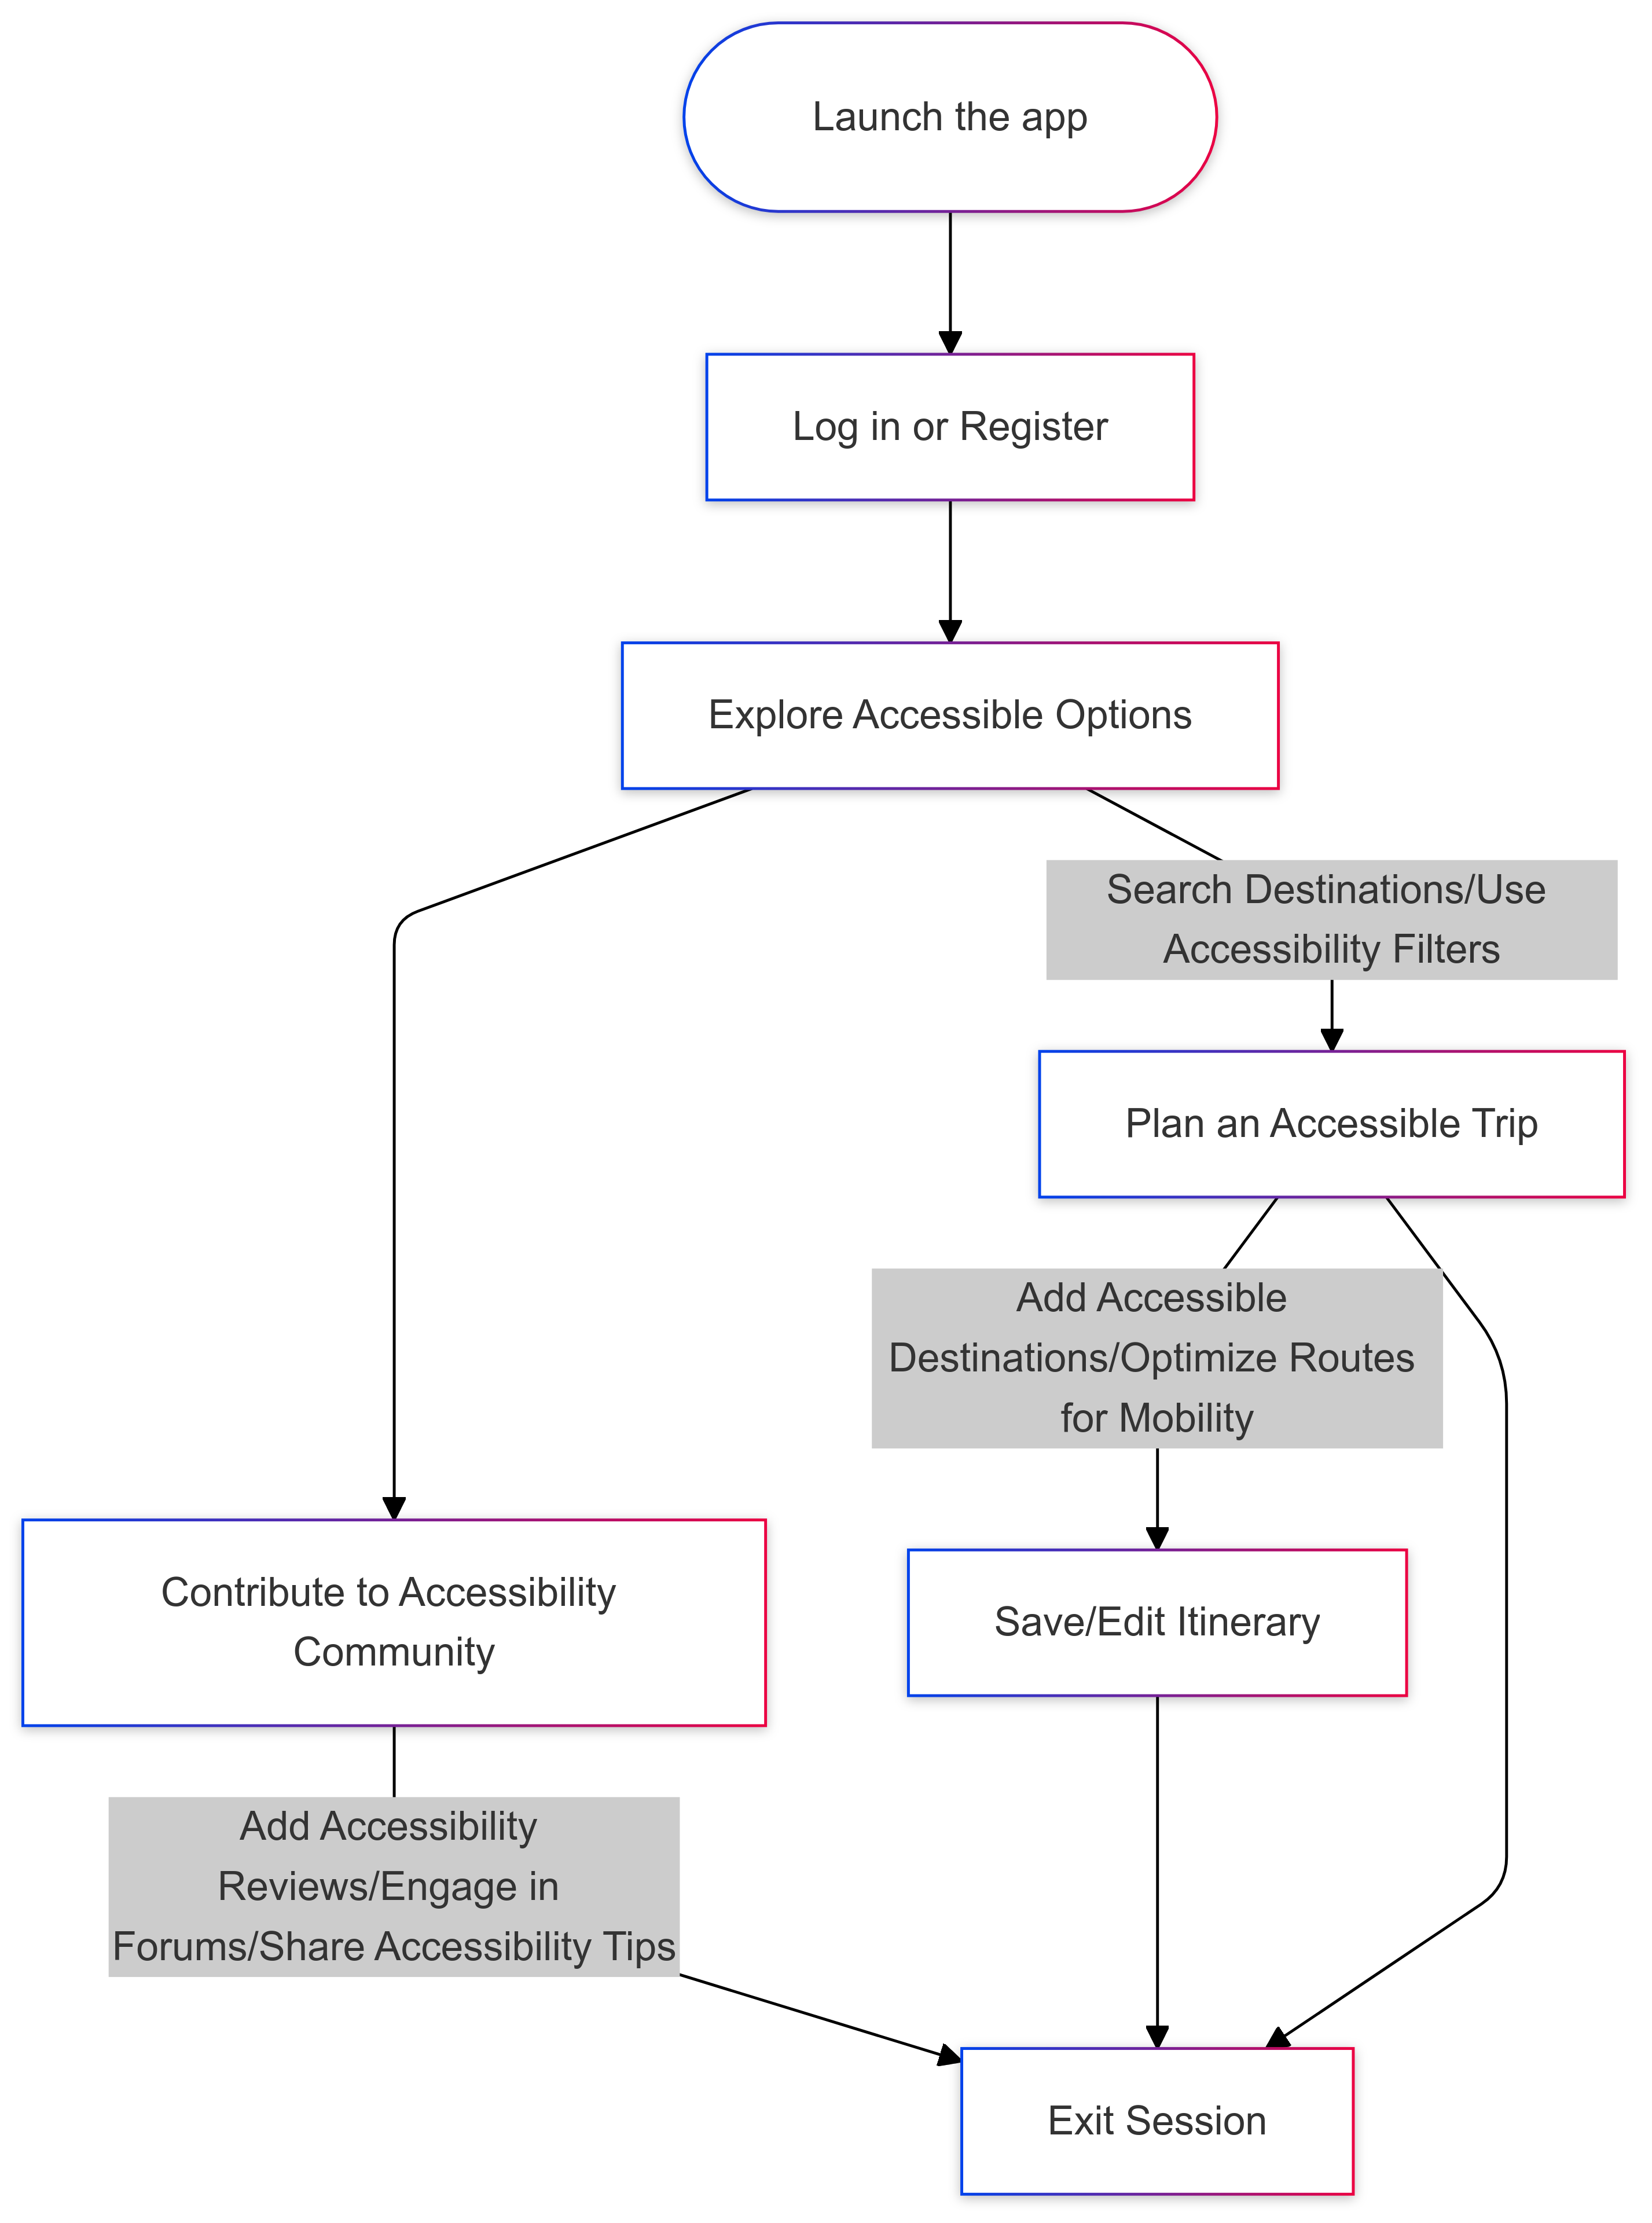 Launch the app
Log in or Register
Explore Accessible Options
Search Destinations/Use
Accessibility Filters
Plan an Accessible Trip
Add Accessible
Destinations/Optimize Routes
for Mobility
Contribute to Accessibility
Community
Save/Edit Itinerary
Add Accessibility
Reviews/Engage in
Forums/Share Accessibility Tips
Exit Session